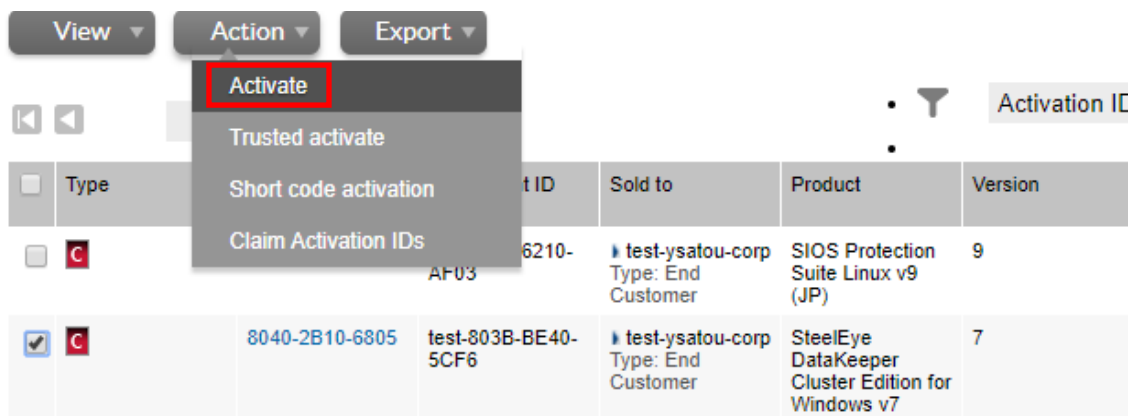 View Action Export
Activate
Activation ID
Trusted activate
Type t ID Sold to Product Version
Short code activation
Claim Activation IDs
C 6210- test-ysatou-corp SIOS Protection 9
AF03 Type: End Suite Linux v9
Customer (JP)
C 8040-2B10-6805 test-803B-BE40- test-ysatou-corp SteelEye 7
5CF6 Type: End DataKeeper
Customer Cluster Edition for
Windows v7